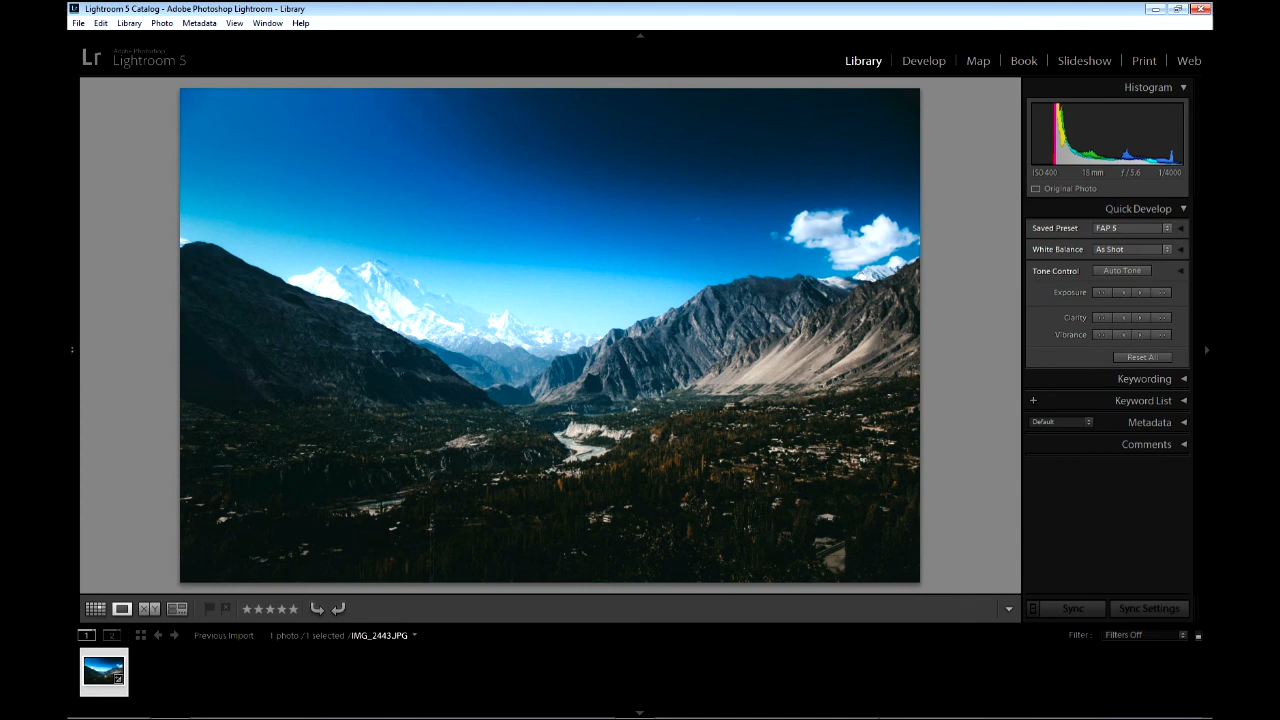 Lightroom 5 Catalog - Adobe Photoshop Lightroom - Library
File Edit Library Photo Metadata View Window Help
Lr Adobe Photoshop
Lightroom 5
Library Develop Map Book Slideshow Print Web
Histogram
ISO 400 18 mm ƒ / 5.6 1/4000
Original Photo
Quick Develop
Saved Preset FAP 5
White Balance As Shot
Tone Control Auto Tone
Exposure
Clarity
Vibrance
Reset All
Keywording
+ Keyword List
Default Metadata
Comments
X Y
Sync Sync Settings
1 2 Previous Import 1 photo / 1 selected / IMG_2443.JPG Filter : Filters Off